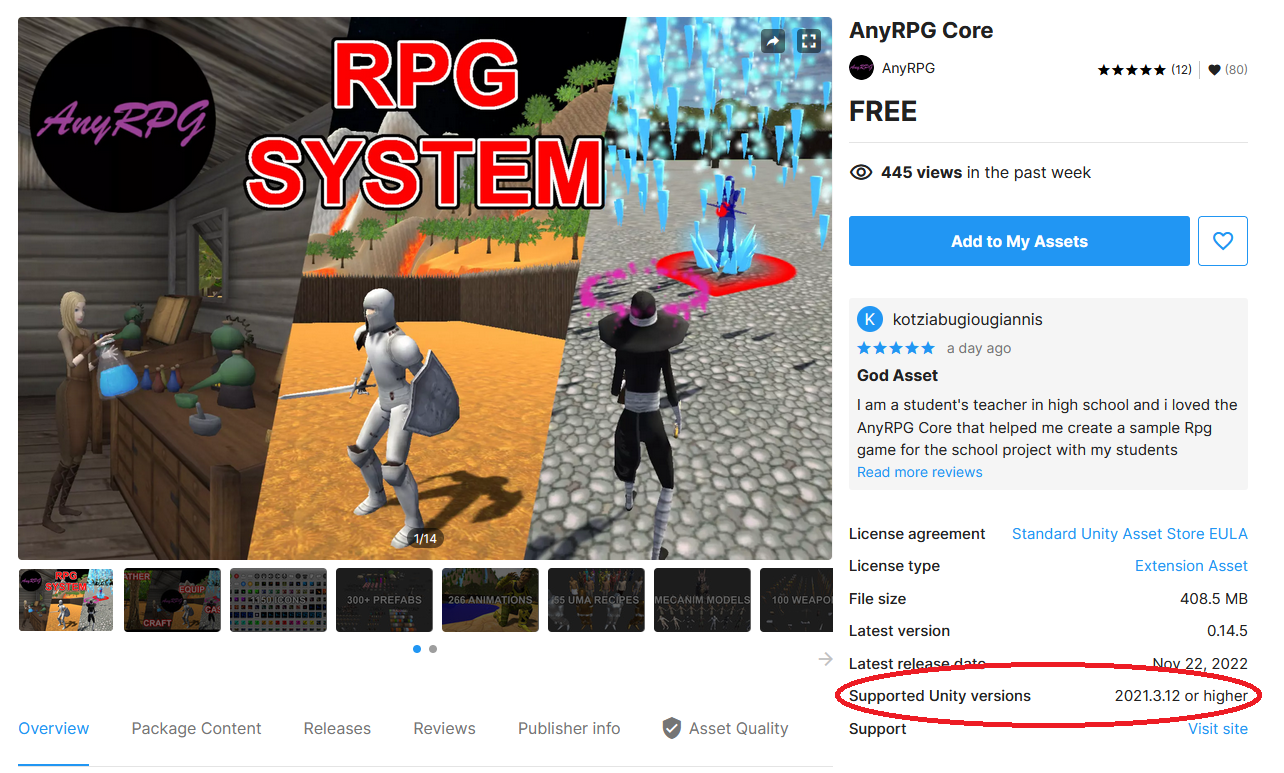 AnyRPG
RPG
SYSTEM
1/14
AnyRPG
RPG
SYSTEM
EQUIP
CRAFT
300+ PREFABS
266 ANIMATIONS
55 UMA RECIPES
MECANIM MODELS
100 WEAPO
Overview
Package Content
Releases
Reviews
Publisher info
Asset Quality
AnyRPG Core
AnyRPG
(12)
(80)
FREE
445 views in the past week
Add to My Assets
K kotziabugiougiannis
a day ago
God Asset
I am a student's teacher in high school and i loved the
AnyRPG Core that helped me create a sample Rpg
game for the school project with my students
Read more reviews
License agreement Standard Unity Asset Store EULA
License type Extension Asset
File size 408.5 MB
Latest version 0.14.5
Latest release date Nov 22, 2022
Supported Unity versions 2021.3.12 or higher
Support Visit site